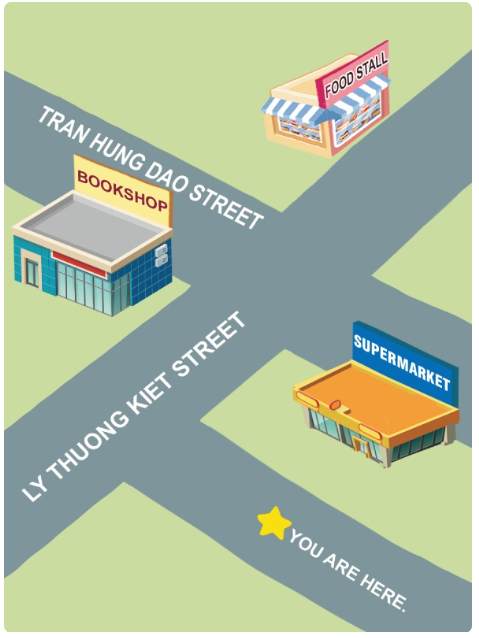 FOOD STALL
TRAN HUNG DAO STREET
BOOKSHOP
LY THUONG KIET STREET
SUPERMARKET
YOU ARE HERE.